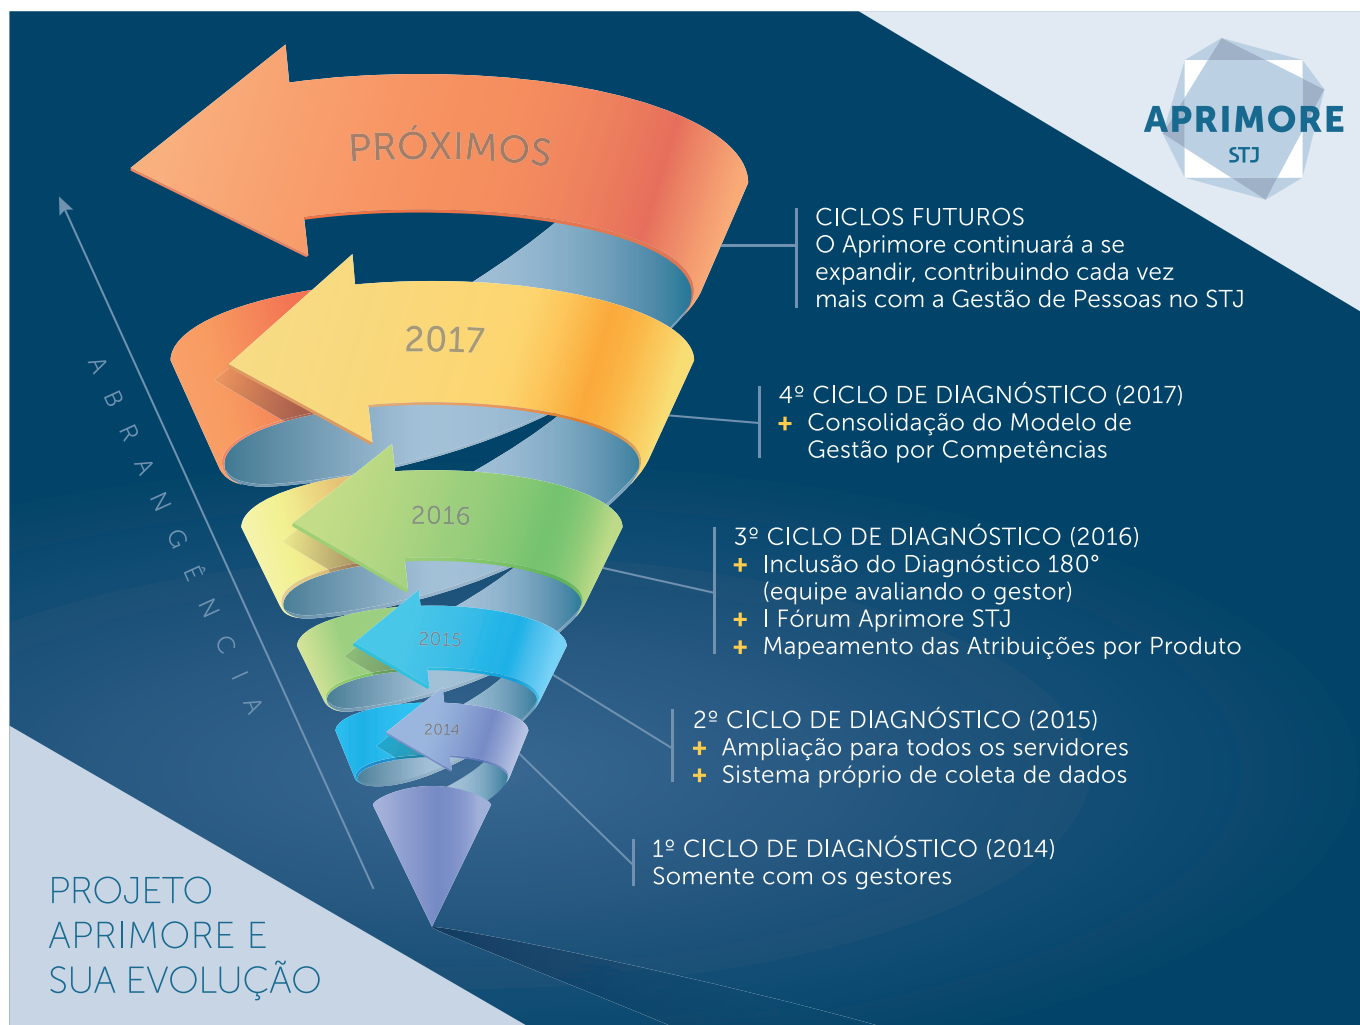 APRIMORE
STJ
PRÓXIMOS
CICLOS FUTUROS
O Aprimore continuará a se
expandir, contribuindo cada vez
mais com a Gestão de Pessoas no STJ
2017
4º CICLO DE DIAGNÓSTICO (2017)
+ Consolidação do Modelo de
Gestão por Competências
2016
3º CICLO DE DIAGNÓSTICO (2016)
+ Inclusão do Diagnóstico 180°
(equipe avaliando o gestor)
+ I Fórum Aprimore STJ
+ Mapeamento das Atribuições por Produto
2015
2º CICLO DE DIAGNÓSTICO (2015)
+ Ampliação para todos os servidores
+ Sistema próprio de coleta de dados
2014
1º CICLO DE DIAGNÓSTICO (2014)
Somente com os gestores
ABRANGÊNCIA
PROJETO
APRIMORE E
SUA EVOLUÇÃO